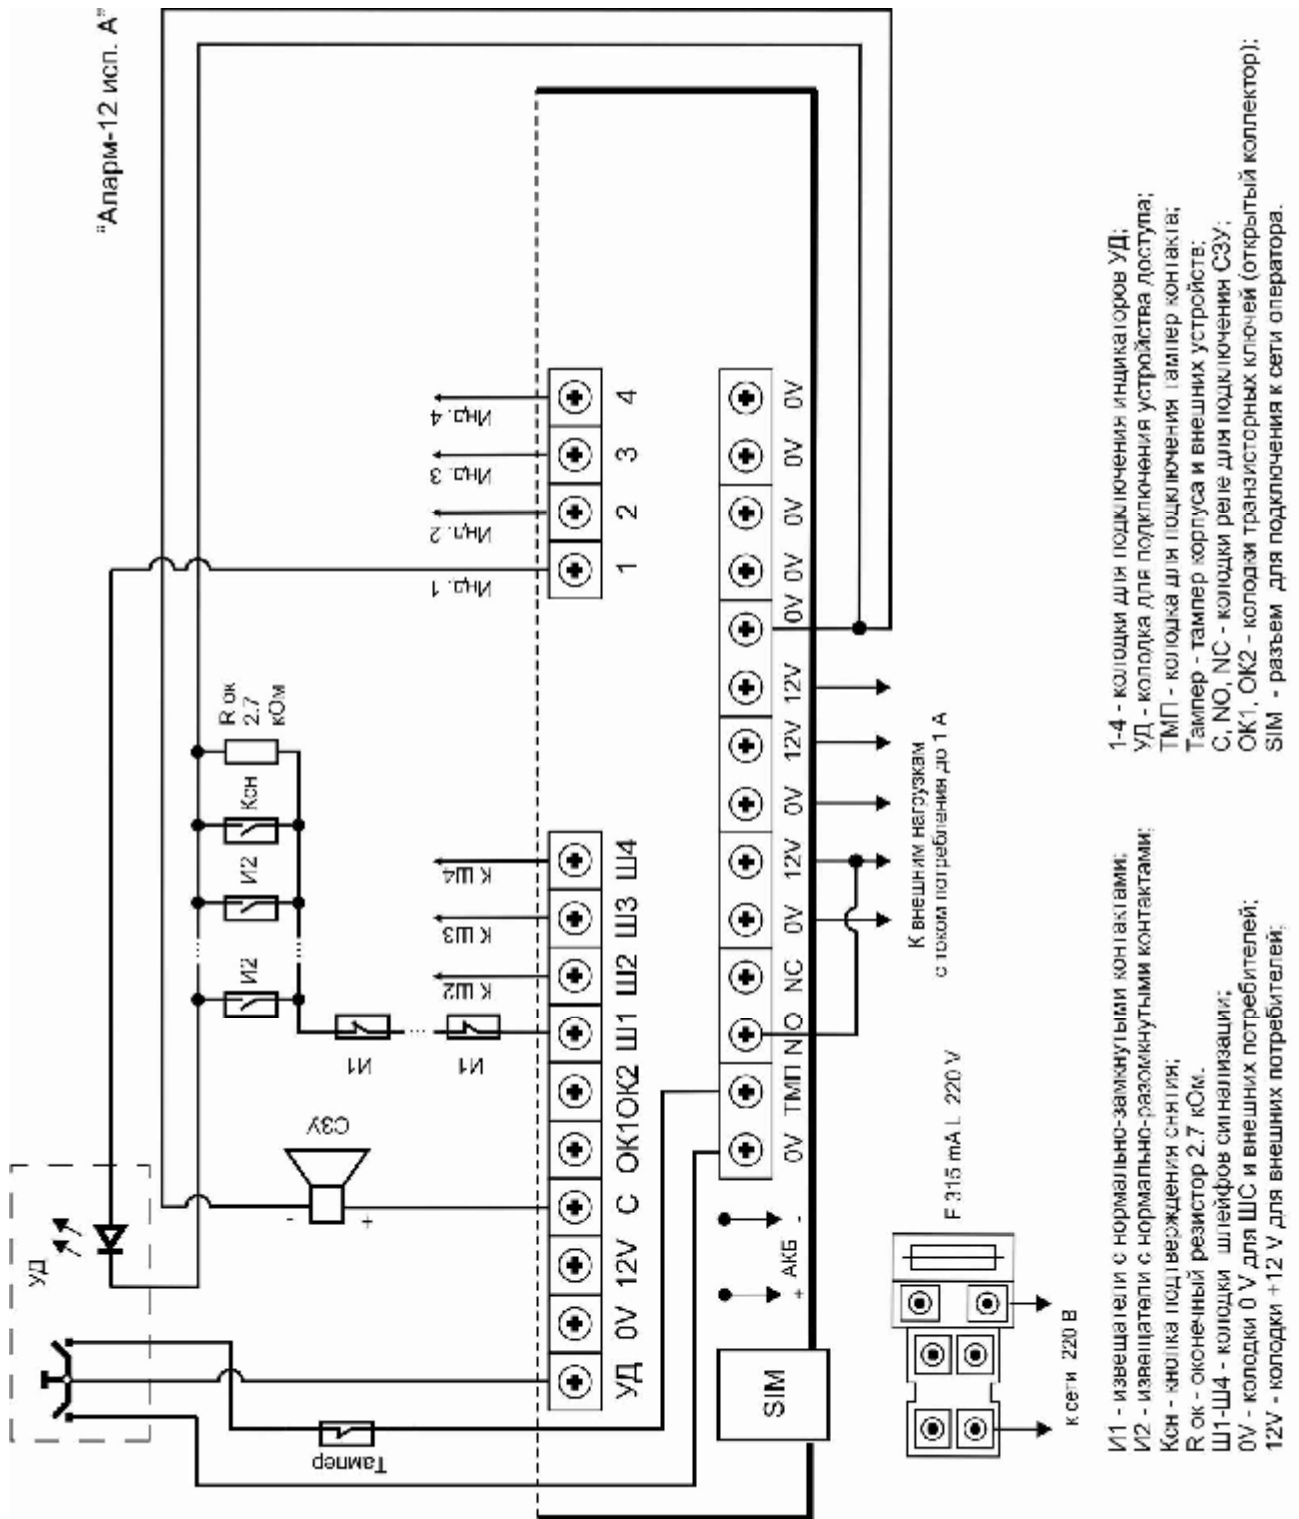 "Апарм-12 исп. А"
УД
R ок
2.7
кОм
Ксн
И2
И2
И1
И1
СЗУ
-
+
Тампер
Инд. 1
Инд. 2
Инд. 3
Инд. 4
К Ш2
К Ш3
К Ш4
УД 0V 12V C ОК1 ОК2 Ш1 Ш2 Ш3 Ш4 1 2 3 4
0V ТМП NO NC 0V 12V 0V 12V 12V 0V 0V 0V 0V 0V
SIM
+ АКБ -
К внешним нагрузкам
с током потребления до 1 А
F 315 mA L 220 V
к сети 220 В
И1 - извещатели с нормально-замкнутыми контактами;
И2 - извещатели с нормально-разомкнутыми контактами;
Ксн - кнопка подтверждения снятия;
R ок - оконечный резистор 2.7 кОм.
Ш1-Ш4 - колодки шлейфов сигнализации;
0V - колодки 0 V для ШС и внешних потребителей;
12V - колодки +12 V для внешних потребителей;
1-4 - колодки для подключения индикаторов УД;
УД - колодка для подключения устройства доступа;
ТМП - колодка для подключения тампер контакта;
Тампер - тампер корпуса и внешних устройств;
C, NO, NC - колодки реле для подключения СЗУ;
ОК1, ОК2 - колодки транзисторных ключей (открытый коллектор);
SIM - разъем для подключения к сети оператора.